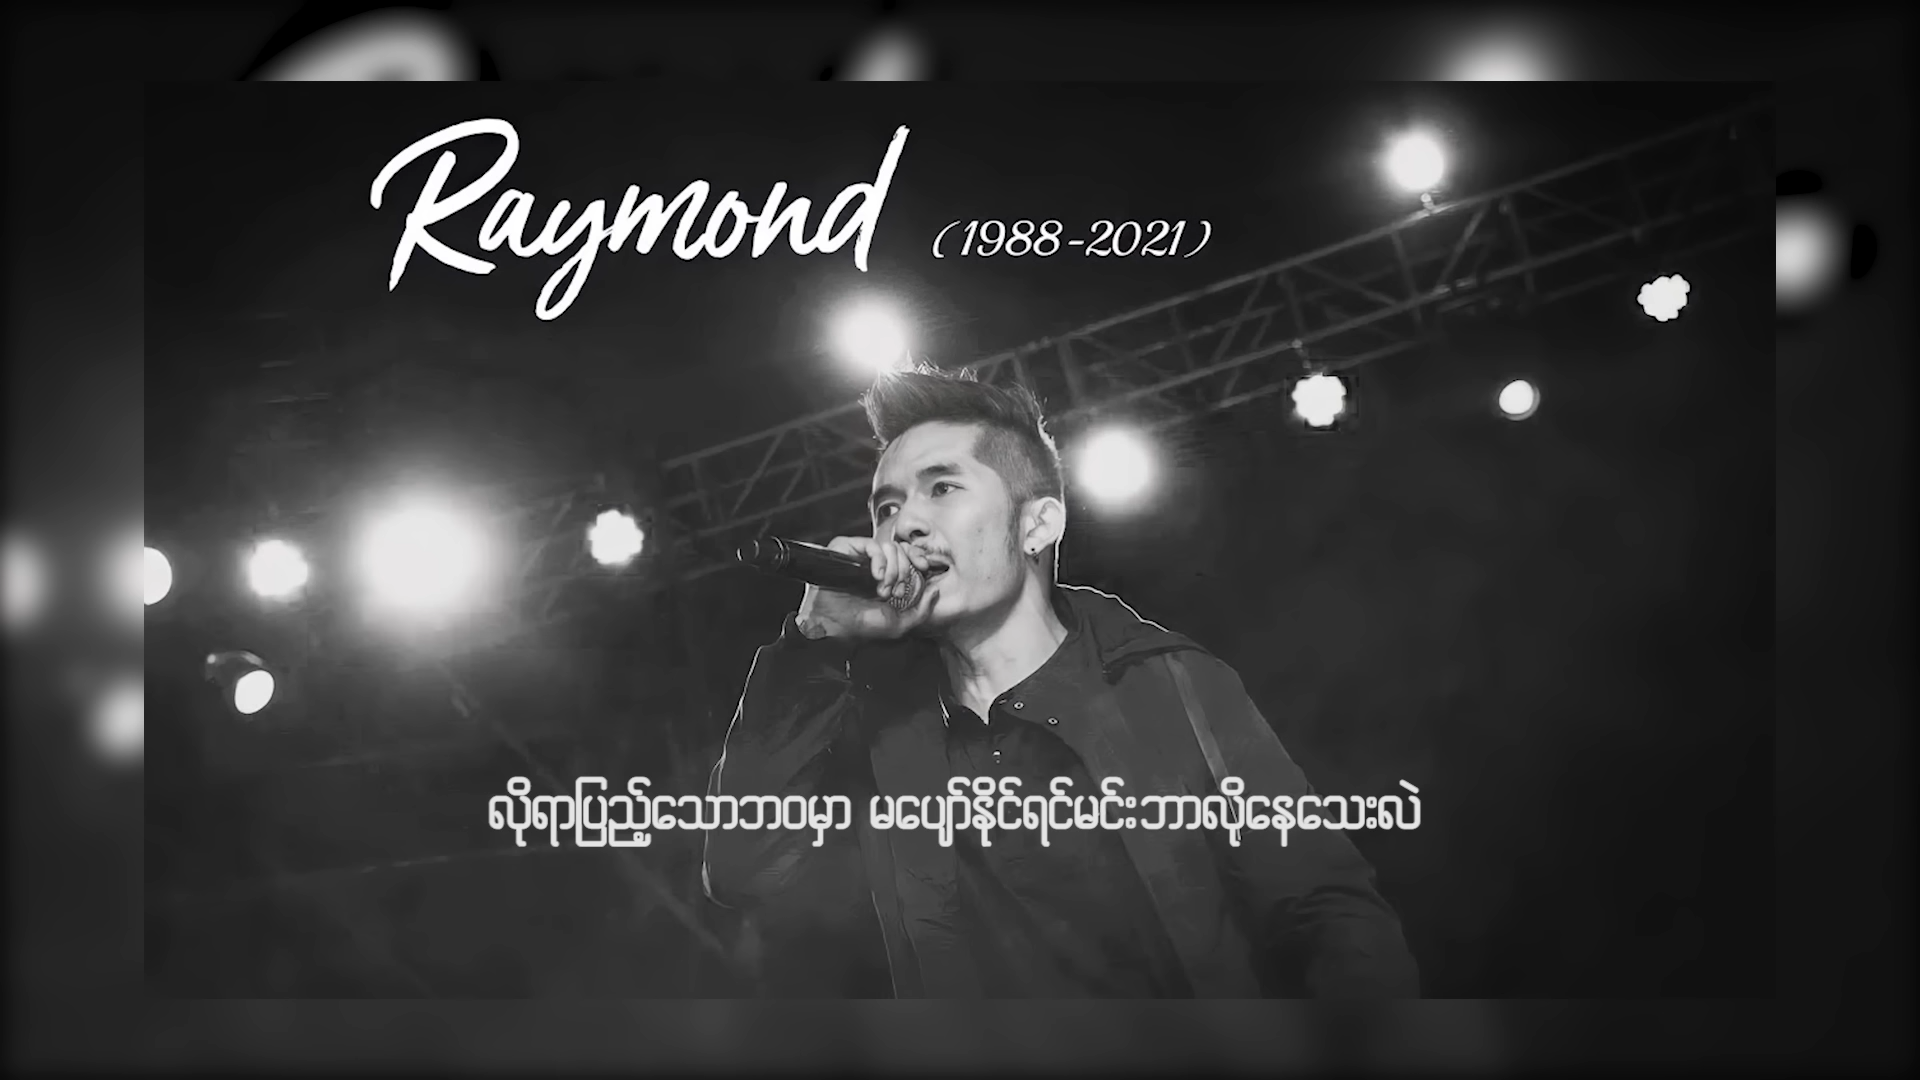 Raymond (1988-2021)
လိုရာပြည့်သောဘဝမှာ မပျော်နိုင်ရင်မင်းဘာလိုနေသေးလဲ